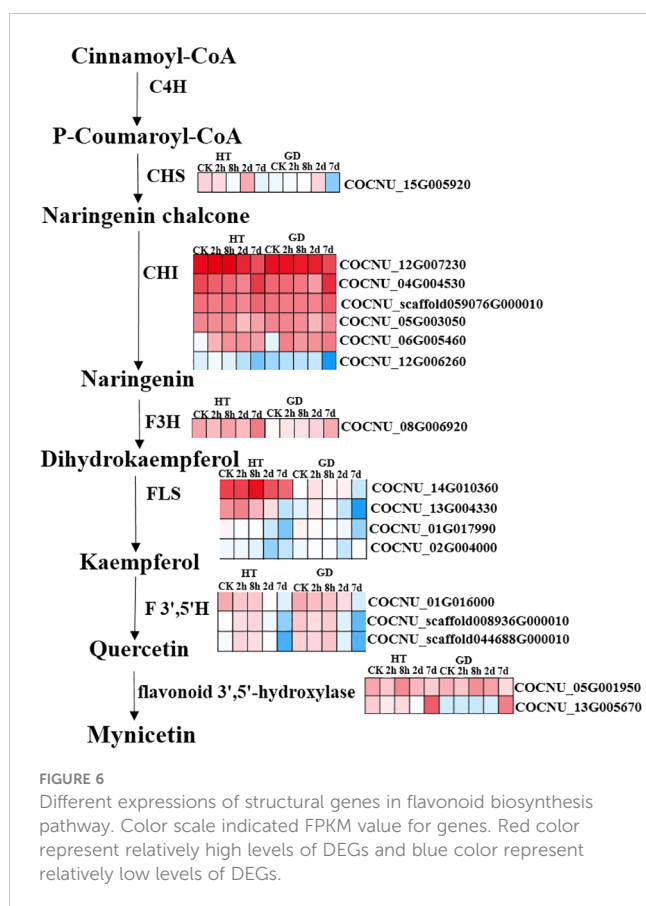 Cinnamoyl-CoA
C4H
P-Coumaroyl-CoA
HT GD
CK 2h 8h 2d 7d CK 2h 8h 2d 7d
CHS
COCNU_15G005920
Naringenin chalcone
HT GD
CK 2h 8h 2d 7d CK 2h 8h 2d 7d
CHI
COCNU_12G007230
COCNU_04G004530
COCNU_scaffold059076G000010
COCNU_05G003050
COCNU_06G005460
COCNU_12G006260
Naringenin
HT GD
CK 2h 8h 2d 7d CK 2h 8h 2d 7d
F3H
COCNU_08G006920
Dihydrokaempferol
HT GD
CK 2h 8h 2d 7d CK 2h 8h 2d 7d
FLS
COCNU_14G010360
COCNU_13G004330
COCNU_01G017990
COCNU_02G004000
Kaempferol
HT GD
CK 2h 8h 2d 7d CK 2h 8h 2d 7d
F 3',5'H
COCNU_01G016000
COCNU_scaffold008936G000010
COCNU_scaffold044688G000010
Quercetin
HT GD
CK 2h 8h 2d 7d CK 2h 8h 2d 7d
flavonoid 3',5'-hydroxylase
COCNU_05G001950
COCNU_13G005670
Mynicetin
FIGURE 6
Different expressions of structural genes in flavonoid biosynthesis
pathway. Color scale indicated FPKM value for genes. Red color
represent relatively high levels of DEGs and blue color represent
relatively low levels of DEGs.